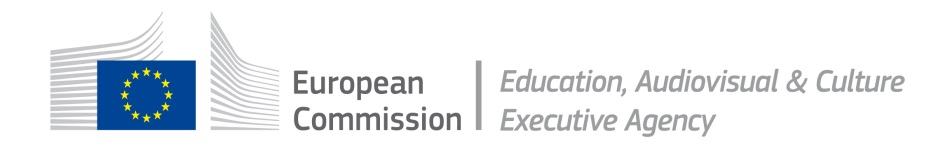 European
Commission
Education, Audiovisual & Culture
Executive Agency